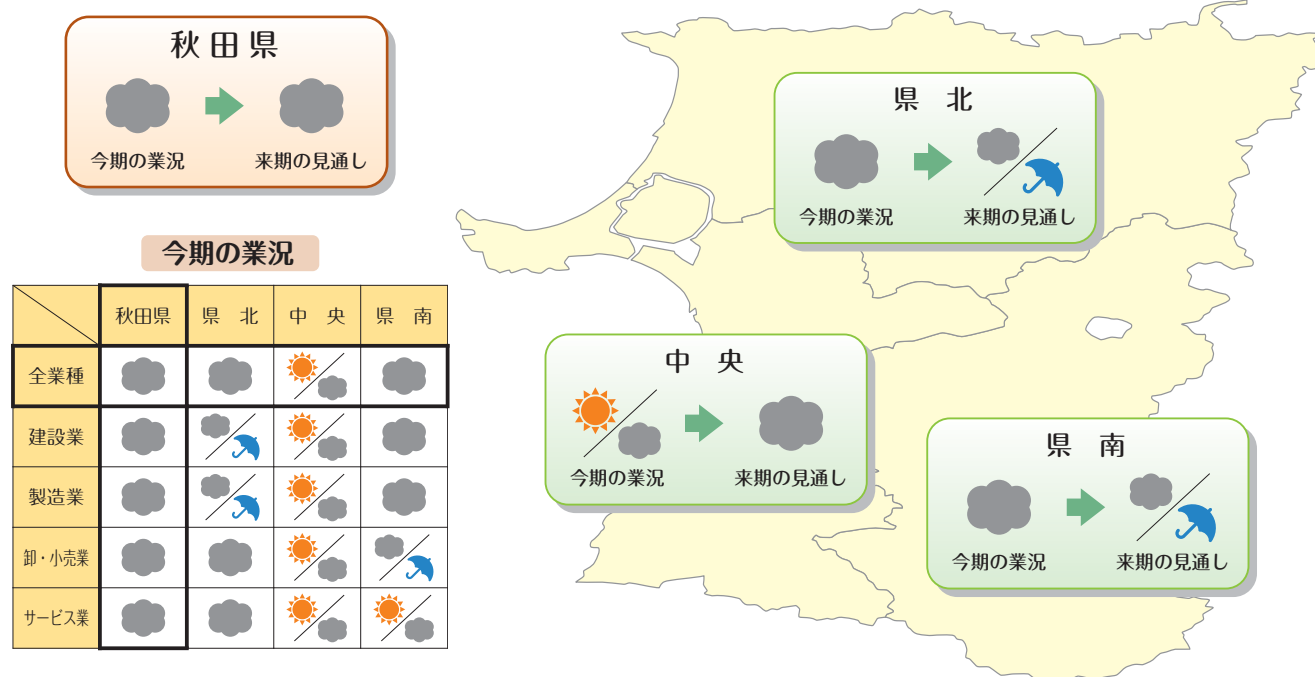 秋田県
今期の業況 来期の見通し
県 北
今期の業況 来期の見通し
今期の業況
秋田県 県 北 中 央 県 南
全業種
建設業
製造業
卸・小売業
サービス業
中 央
今期の業況 来期の見通し
県 南
今期の業況 来期の見通し